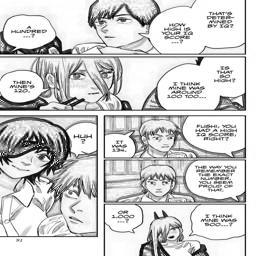 THAT'S
DETER-
MINED
BY IQ?
HOW
HIGH IS
YOUR IQ
SCORE
...?
A
HUNDRED
...?
IS
THAT
SO
HIGH?
I THINK
MINE WAS
AROUND
100 TOO...
THEN
MINE'S
120.
FUSHI, YOU
HAD A HIGH
IQ SCORE,
RIGHT?
IT
WAS
134.
THE WAY YOU
REMEMBER
THE EXACT
NUMBER,
YOU SEEM
PROUD OF
THAT.
I THINK
MINE WAS
500...?
OR
1,000
...?
HUH
?